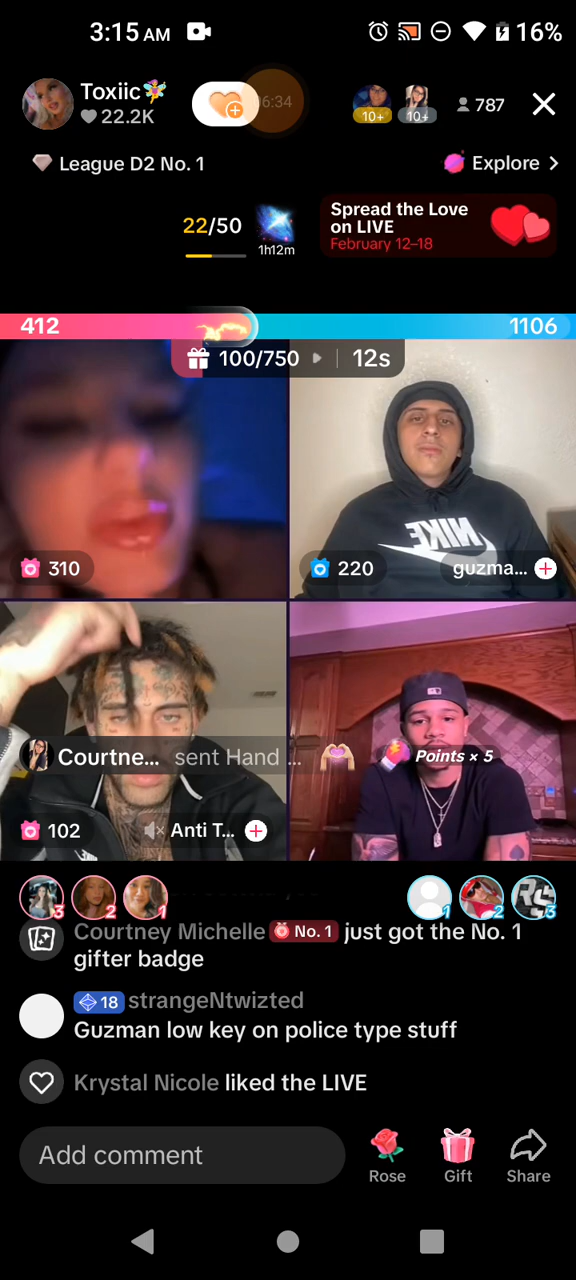 3:15 AM
16%
Toxiic🧚
22.2K
6:34
10+
10+
787
League D2 No. 1
Explore
22/50
1h12m
Spread the Love
on LIVE
February 12–18
412
1106
100/750
12s
NIKE
310
220
guzma...
Courtne... sent Hand ...
Points × 5
102
Anti T...
3
2
1
1
2
3
Courtney Michelle No. 1 just got the No. 1
gifter badge
18 strangeNtwizted
Guzman low key on police type stuff
Krystal Nicole liked the LIVE
Add comment
Rose
Gift
Share